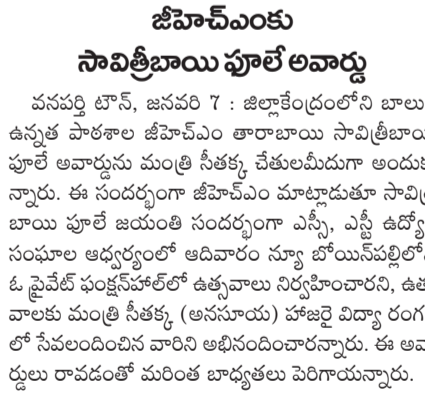 జీహెచ్ఎంకు
సావిత్రీబాయి ఫూలే అవార్డు
వనపర్తి టౌన్, జనవరి 7 : జిల్లాకేంద్రంలోని బాలుర
ఉన్నత పాఠశాల జీహెచ్ఎం తారాబాయి సావిత్రీబాయి
ఫూలే అవార్డును మంత్రి సీతక్క చేతులమీదుగా అందుక
న్నారు. ఈ సందర్భంగా జీహెచ్ఎం మాట్లాడుతూ సావిత్రీ
బాయి పూలే జయంతి సందర్భంగా ఎస్సీ, ఎస్టీ ఉద్యో
సంఘాల ఆధ్వర్యంలో ఆదివారం న్యూ బోయిన్‌పల్లిలోన
ఓ ప్రైవేట్ ఫంక్షన్‌హాల్‌లో ఉత్సవాలు నిర్వహించారని, ఉత
వాలకు మంత్రి సీతక్క (అనసూయ) హాజరై విద్యా రంగ
లో సేవలందించిన వారిని అభినందించారన్నారు. ఈ అవ
ర్డులు రావడంతో మరింత బాధ్యతలు పెరిగాయన్నారు.